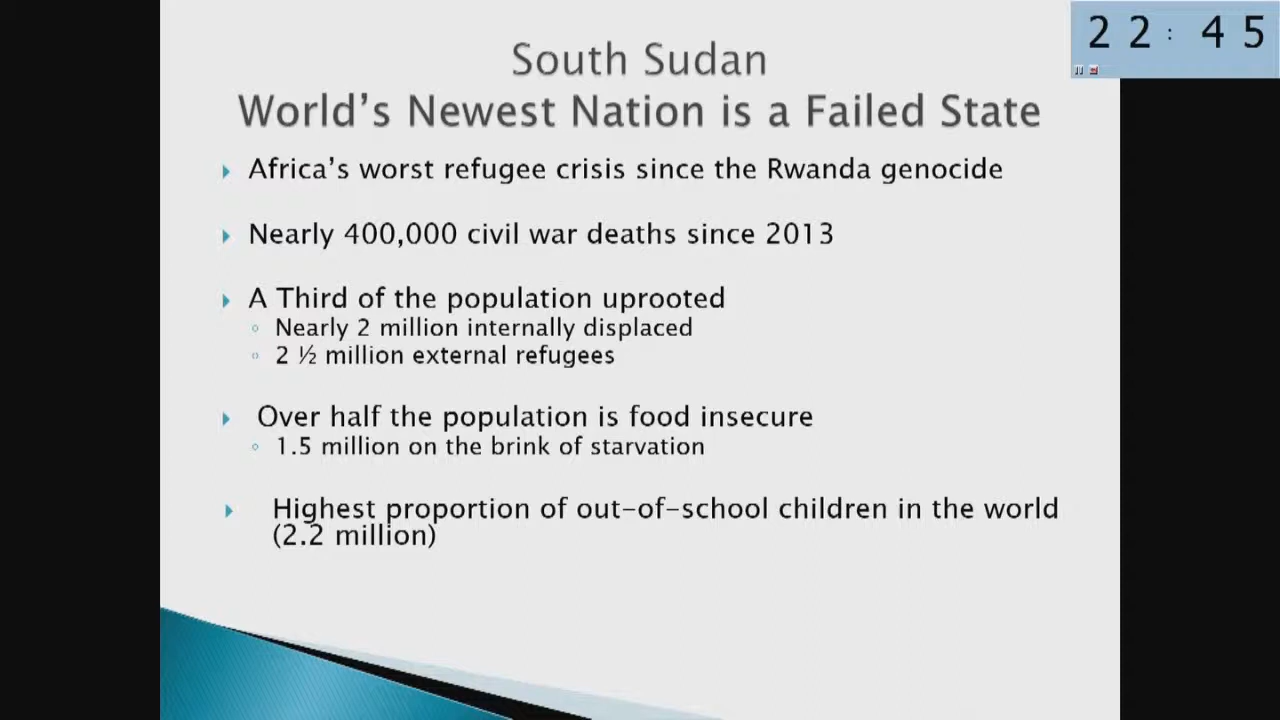 22:45
South Sudan
World's Newest Nation is a Failed State
Africa's worst refugee crisis since the Rwanda genocide
Nearly 400,000 civil war deaths since 2013
A Third of the population uprooted
Nearly 2 million internally displaced
2 ½ million external refugees
Over half the population is food insecure
1.5 million on the brink of starvation
Highest proportion of out-of-school children in the world
(2.2 million)